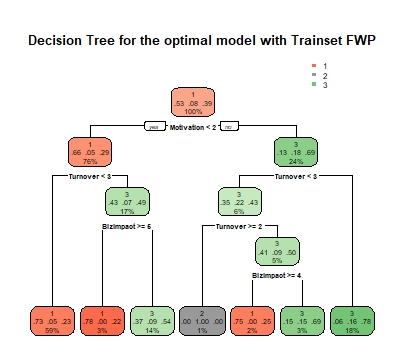 Decision Tree for the optimal model with Trainset FWP
1
2
3
1
.53 .08 .39
100%
yes Motivation < 2 no
1
.66 .05 .29
76%
3
.13 .18 .69
24%
Turnover < 3
Turnover < 3
3
.43 .07 .49
17%
3
.35 .22 .43
6%
Bizimpact >= 5
Turnover >= 2
3
.41 .09 .50
5%
Bizimpact >= 4
1
.73 .05 .23
59%
1
.78 .00 .22
3%
3
.37 .09 .54
14%
2
.00 1.00 .00
1%
1
.75 .00 .25
2%
3
.15 .15 .69
3%
3
.06 .16 .78
18%